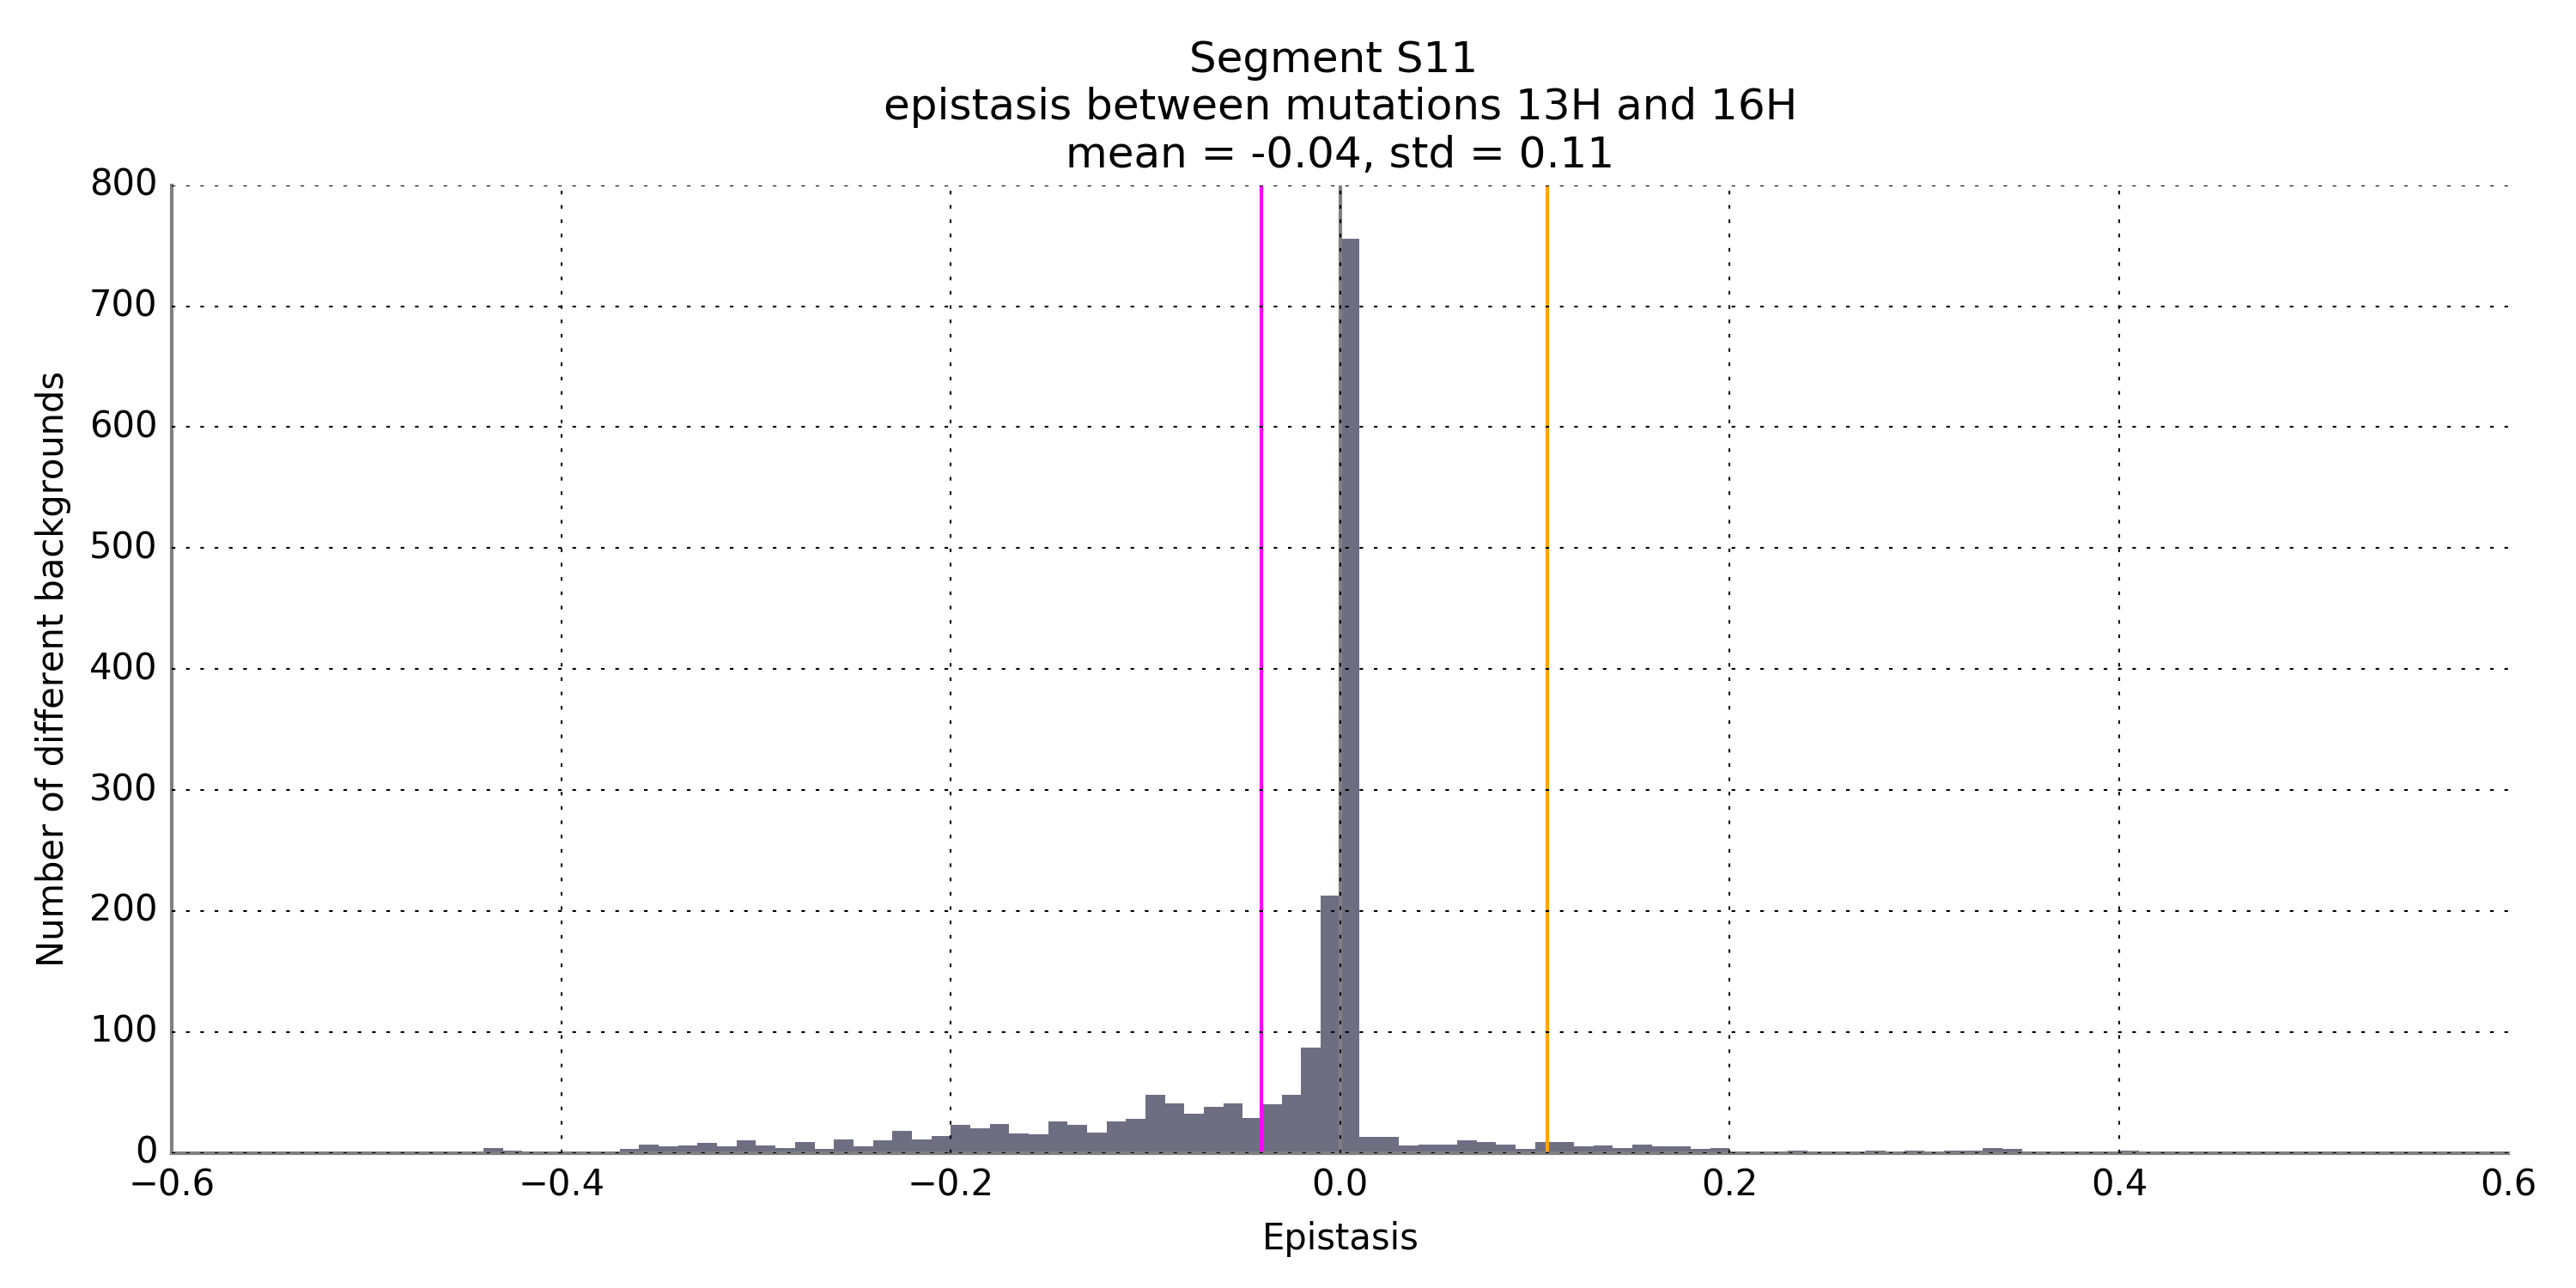 Segment S11
epistasis between mutations 13H and 16H
mean = -0.04, std = 0.11
800
700
600
500
400
300
200
100
0
Number of different backgrounds
−0.6 −0.4 −0.2 0.0 0.2 0.4 0.6
Epistasis